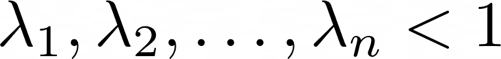 λ₁, λ₂, . . . , λₙ < 1